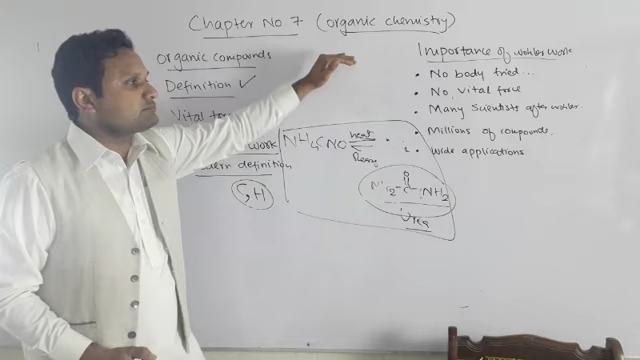 Chapter No 7 (organic chemistry)
organic compounds
Definition ✓
Vital
work
definition
C, H
NH4CNO heat
C
O
NH2
Urea
Importance of wohler work
• No body tried...
• No vital force
• Many Scientists after wohler
• Millions of compounds.
• Wide applications